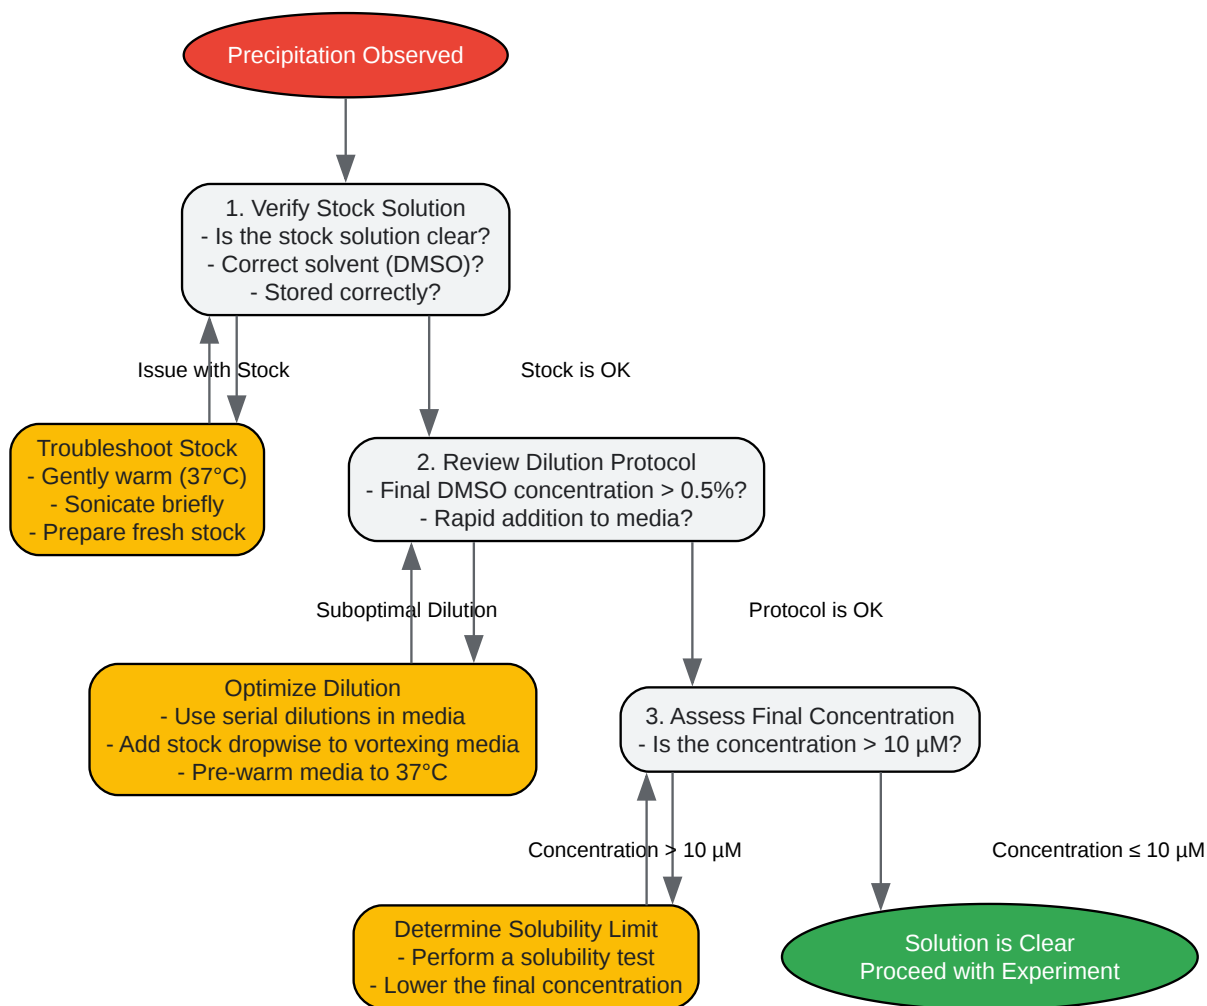 Precipitation Observed
1. Verify Stock Solution
- Is the stock solution clear?
- Correct solvent (DMSO)?
- Stored correctly?
Issue with Stock
Stock is OK
Troubleshoot Stock
- Gently warm (37°C)
- Sonicate briefly
- Prepare fresh stock
2. Review Dilution Protocol
- Final DMSO concentration > 0.5%?
- Rapid addition to media?
Suboptimal Dilution
Protocol is OK
Optimize Dilution
- Use serial dilutions in media
- Add stock dropwise to vortexing media
- Pre-warm media to 37°C
3. Assess Final Concentration
- Is the concentration > 10 µM?
Concentration > 10 µM
Concentration ≤ 10 µM
Determine Solubility Limit
- Perform a solubility test
- Lower the final concentration
Solution is Clear
Proceed with Experiment